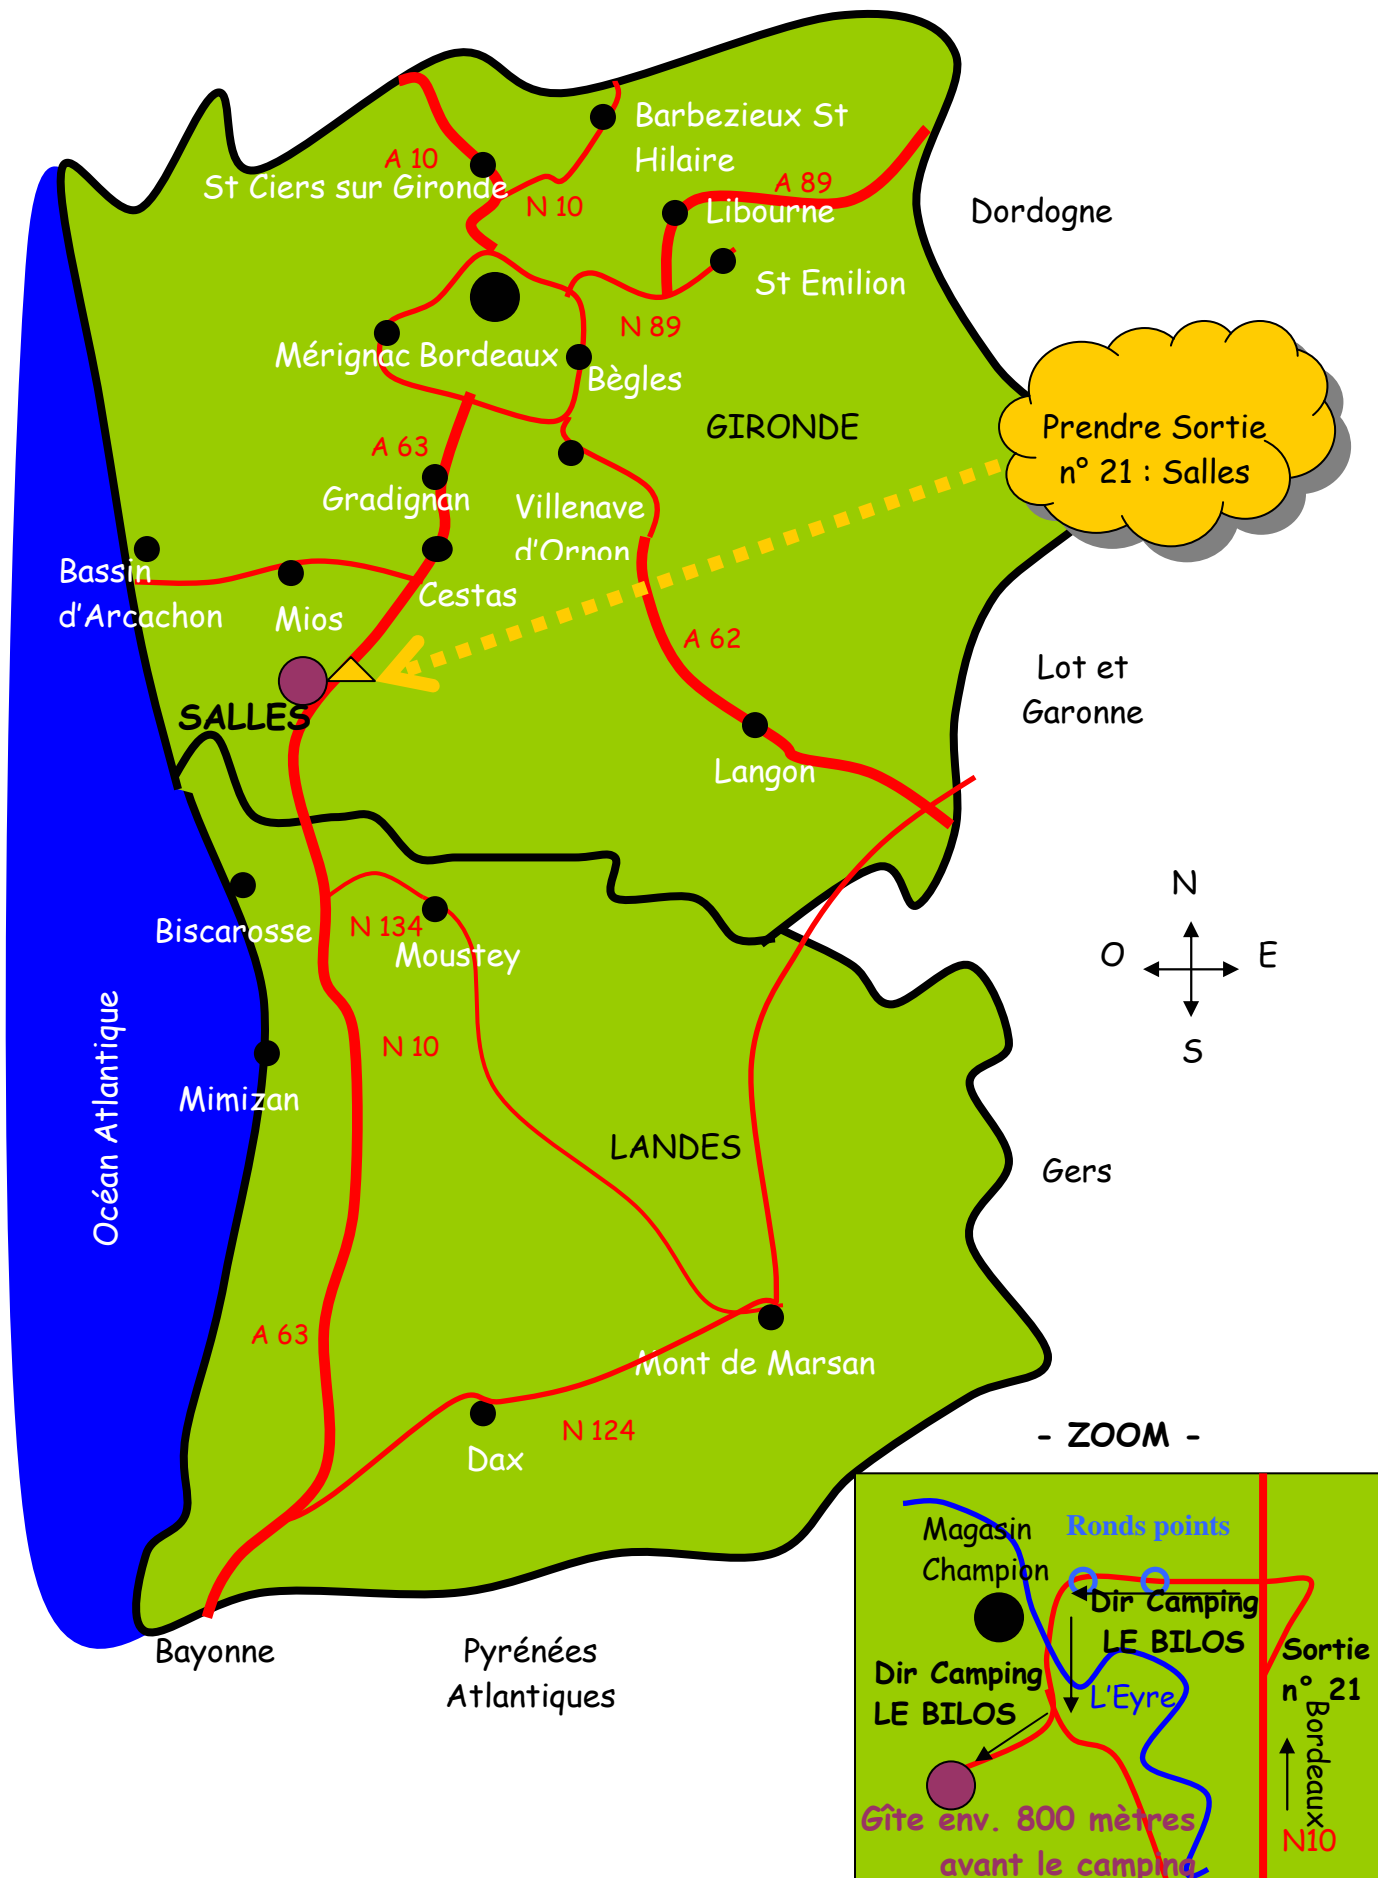 Barbezieux St
Hilaire
A 10
St Ciers sur Gironde
N 10
A 89
Libourne
Dordogne
St Emilion
N 89
Mérignac Bordeaux
Bègles
GIRONDE
Prendre Sortie
n° 21 : Salles
A 63
Gradignan
Villenave
d'Ornon
Bassin
d'Arcachon
Mios
Cestas
A 62
Lot et
Garonne
SALLES
Langon
N
O
E
S
Biscarosse
N 134
Moustey
Océan Atlantique
N 10
Mimizan
LANDES
Gers
A 63
Mont de Marsan
N 124
Dax
Bayonne
Pyrénées
Atlantiques
- ZOOM -
Magasin
Champion
Ronds points
Dir Camping
LE BILOS
Sortie
n° 21
Dir Camping
LE BILOS
L'Eyre
Bordeaux
N10
Gîte env. 800 mètres
avant le camping